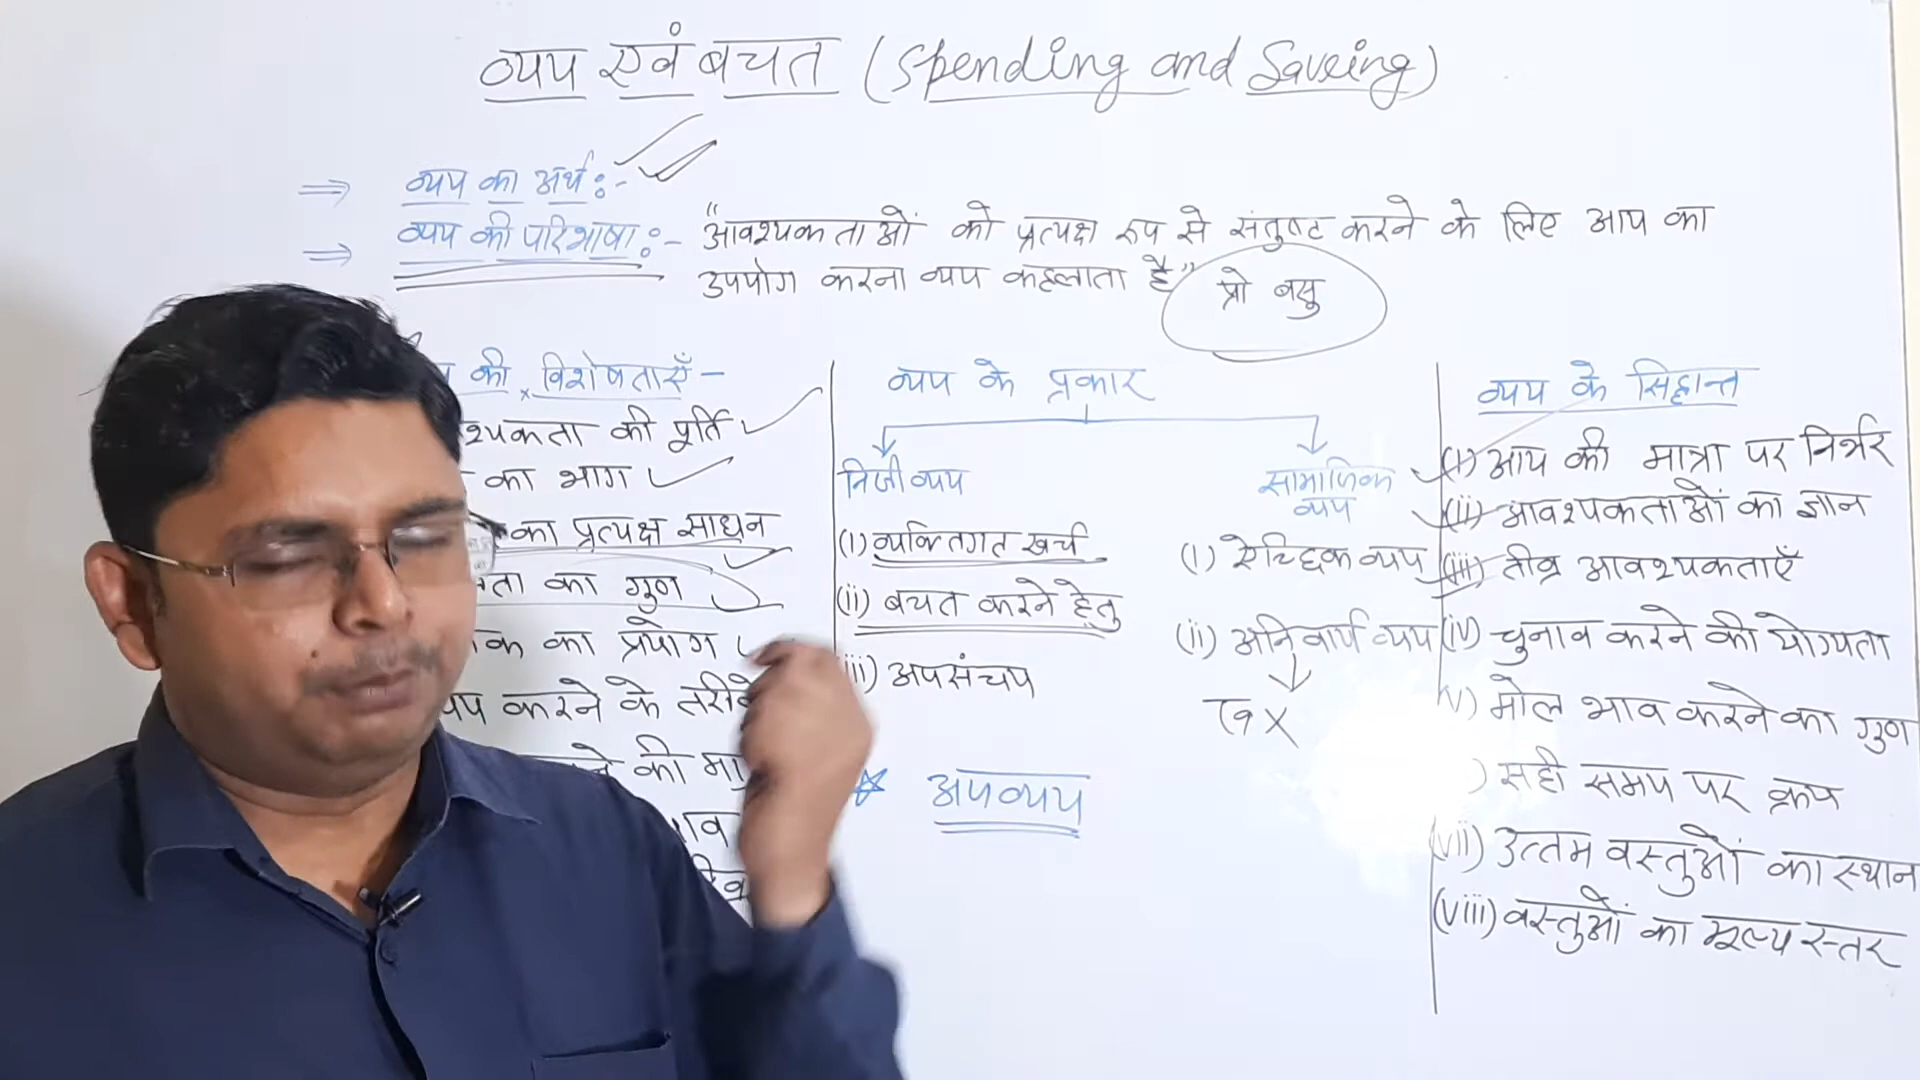 व्यय एवं बचत (Spending and Saveing)
⇒ व्यय का अर्थ :-
⇒ व्यय की परिभाषा :- "आवश्यकताओं को प्रत्यक्ष रूप से संतुष्ट करने के लिए आय का
उपयोग करना व्यय कहलाता है" प्रो बसु
की विशेषताएँ -
की पूर्ति
का भाग
का प्रत्यक्ष साधन
का गुण
का प्रयोग
करने के तरीके
की
व्यय के प्रकार
निजी व्यय
(i) व्यक्तिगत खर्च
(ii) बचत करने हेतु
(iii) अपसंचय
सामाजिक
व्यय
(i) ऐच्छिक व्यय
(ii) अनिवार्य व्यय
★ अपव्यय
व्यय के सिद्धान्त
(i) आय की मात्रा पर निर्भर
(ii) आवश्यकताओं का ज्ञान
(iii) तीव्र आवश्यकताएँ
(iv) चुनाव करने की योग्यता
(v) मोल भाव करने का गुण
) सही समय पर क्रय
(vii) उत्तम वस्तुओं का स्थान
(viii) वस्तुओं का मूल्य स्तर